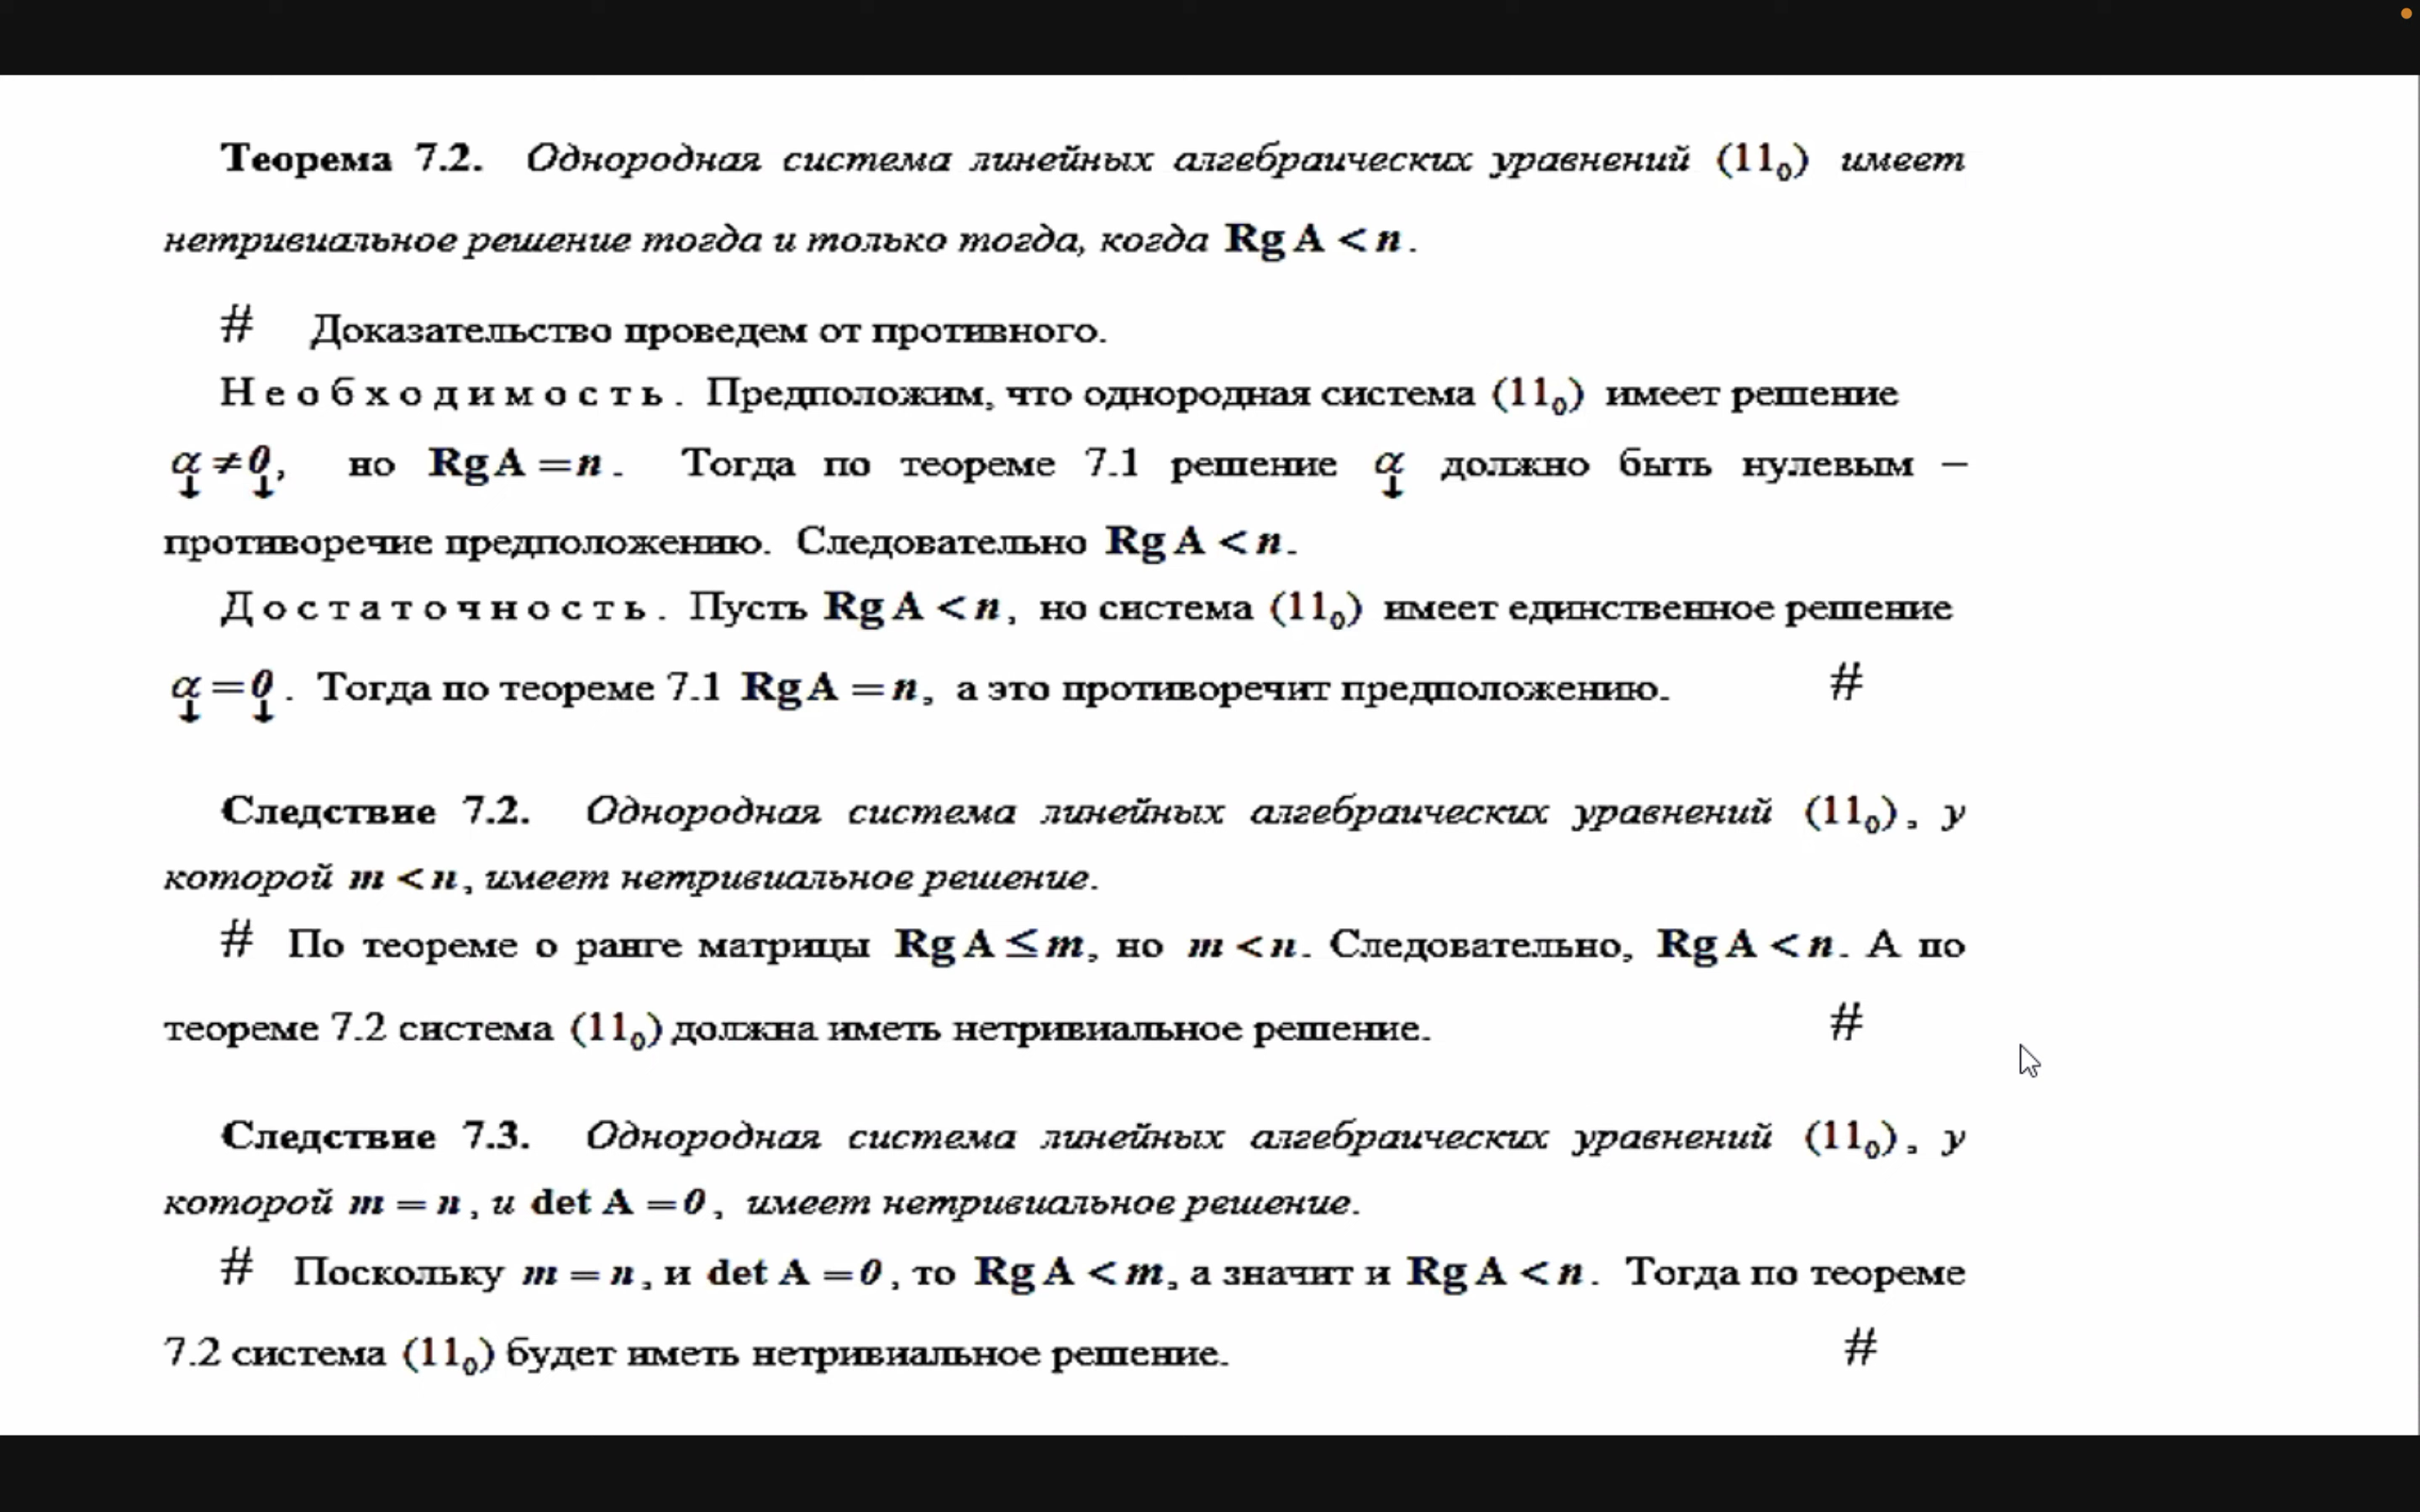 Теорема 7.2. Однородная система линейных алгебраических уравнений (11₀) имеет
нетривиальное решение тогда и только тогда, когда Rg A < n.
# Доказательство проведем от противного.
Необходимость. Предположим, что однородная система (11₀) имеет решение
α↓ ≠ θ↓, но Rg A = n. Тогда по теореме 7.1 решение α↓ должно быть нулевым –
противоречие предположению. Следовательно Rg A < n.
Достаточность. Пусть Rg A < n, но система (11₀) имеет единственное решение
α↓ = θ↓. Тогда по теореме 7.1 Rg A = n, а это противоречит предположению. #
Следствие 7.2. Однородная система линейных алгебраических уравнений (11₀), у
которой m < n, имеет нетривиальное решение.
# По теореме о ранге матрицы Rg A ≤ m, но m < n. Следовательно, Rg A < n. А по
теореме 7.2 система (11₀) должна иметь нетривиальное решение. #
Следствие 7.3. Однородная система линейных алгебраических уравнений (11₀), у
которой m = n, и det A = 0, имеет нетривиальное решение.
# Поскольку m = n, и det A = 0, то Rg A < m, а значит и Rg A < n. Тогда по теореме
7.2 система (11₀) будет иметь нетривиальное решение. #